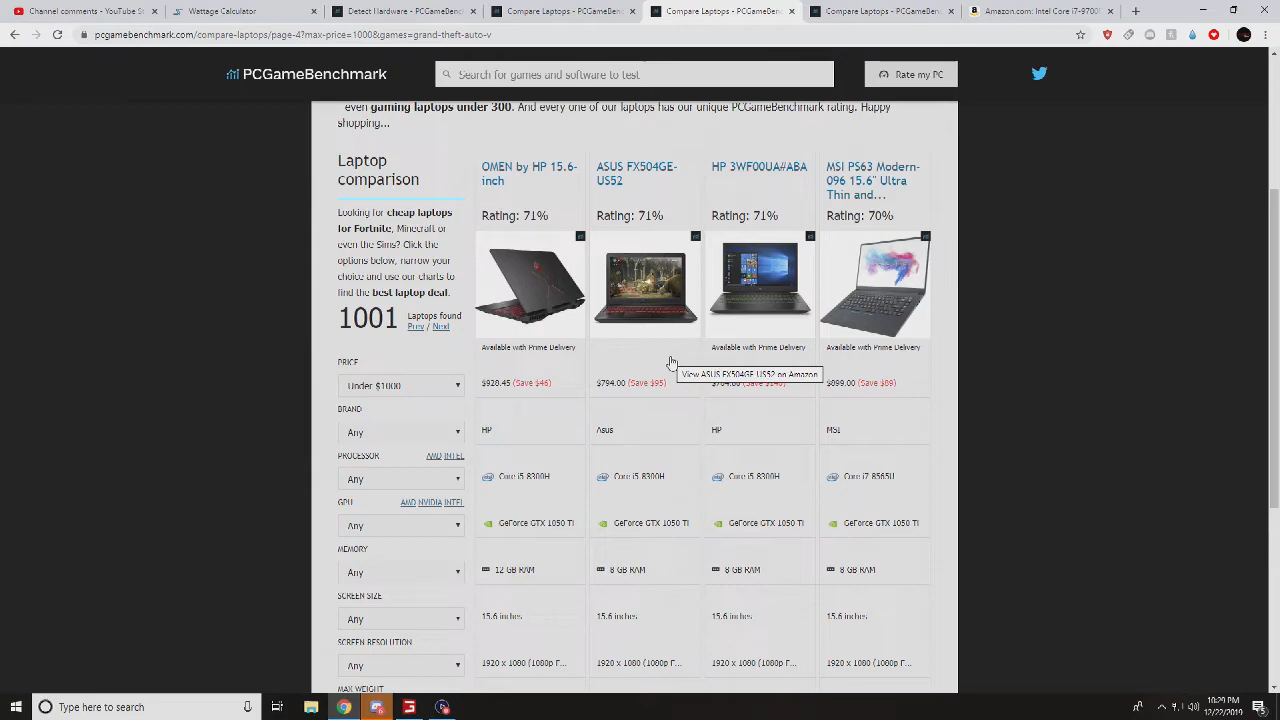 Channel comments - YouTube St
Wattage Calculator
Detect Hardware - PCGameBench
Compare Laptops - PCGameBenc
Compare Laptops - PCGameBenc
Compare Laptops - PCGameBenc
Amazon.com: Intel Core i7-9700
pcgamebenchmark.com/compare-laptops/page-4?max-price=1000&games=grand-theft-auto-v
PCGameBenchmark
Search for games and software to test
Rate my PC
even gaming laptops under 300. And every one of our laptops has our unique PCGameBenchmark rating. Happy
shopping...
Laptop
comparison
Looking for cheap laptops
for Fortnite, Minecraft or
even the Sims? Click the
options below, narrow your
choice and use our charts to
find the best laptop deal.
1001 Laptops found
Prev / Next
PRICE
Under $1000
BRAND
Any
PROCESSOR AMD INTEL
Any
GPU AMD NVIDIA INTEL
Any
MEMORY
Any
SCREEN SIZE
Any
SCREEN RESOLUTION
Any
MAX WEIGHT
OMEN by HP 15.6-
inch
Rating: 71%
Available with Prime Delivery
$928.45 (Save $46)
HP
Core i5-8300H
GeForce GTX 1050 Ti
12 GB RAM
15.6 inches
1920 x 1080 (1080p F...
ASUS FX504GE-
US52
Rating: 71%
$794.00 (Save $95)
Asus
Core i5-8300H
GeForce GTX 1050 Ti
8 GB RAM
15.6 inches
1920 x 1080 (1080p F...
View ASUS FX504GE-US52 on Amazon
HP 3WF00UA#ABA
Rating: 71%
Available with Prime Delivery
HP
Core i5-8300H
GeForce GTX 1050 Ti
8 GB RAM
15.6 inches
1920 x 1080 (1080p F...
MSI PS63 Modern-
096 15.6" Ultra
Thin and...
Rating: 70%
Available with Prime Delivery
$899.00 (Save $89)
MSI
Core i7-8565U
GeForce GTX 1050 Ti
8 GB RAM
15.6 inches
1920 x 1080 (1080p F...
Type here to search
10:29 PM
12/22/2019